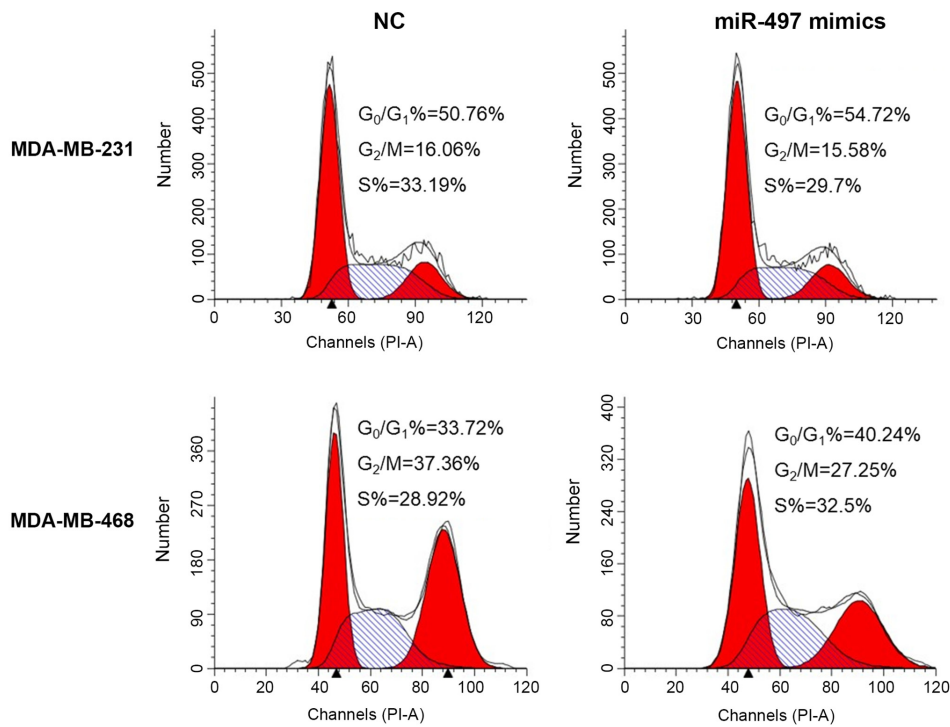 NC
miR-497 mimics
MDA-MB-231
Number
500
400
300
200
100
0
G₀/G₁%=50.76%
G₂/M=16.06%
S%=33.19%
0 30 60 90 120
Channels (PI-A)
Number
500
400
300
200
100
0
G₀/G₁%=54.72%
G₂/M=15.58%
S%=29.7%
0 30 60 90 120
Channels (PI-A)
MDA-MB-468
Number
360
270
180
90
0
G₀/G₁%=33.72%
G₂/M=37.36%
S%=28.92%
0 20 40 60 80 100 120
Channels (PI-A)
Number
400
320
240
160
80
0
G₀/G₁%=40.24%
G₂/M=27.25%
S%=32.5%
0 20 40 60 80 100 120
Channels (PI-A)